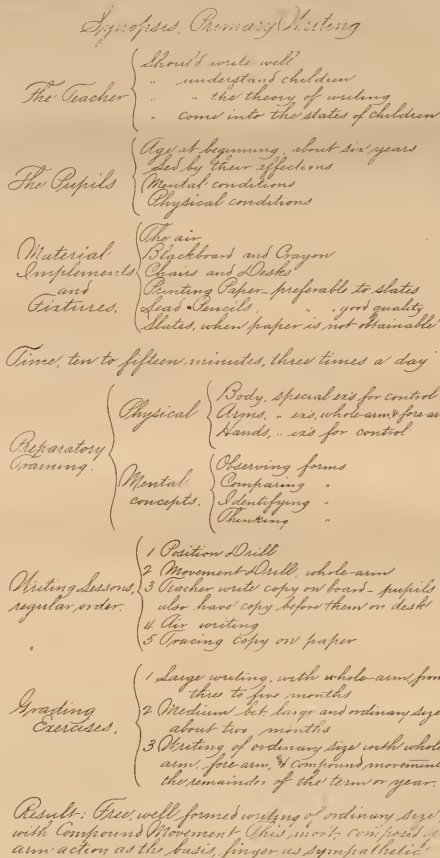 Synopsis, Primary Writing
The Teacher
Should write well
" understand children
" " the theory of writing
" come into the states of children
The Pupils
Age at beginning, about six years
Led by their affections
Mental conditions
Physical conditions
Material Implements and Fixtures.
The air
Blackboard and Crayon
Chairs and Desks
Printing Paper - preferable to slates
Lead Pencils, " " good quality
Slates, when paper is not obtainable
Time, ten to fifteen minutes, three times a day
Preparatory Training.
Physical
Body, special exs for control
Arms, " exs, whole-arm, & fore-ar
Hands, " exs for control
Mental concepts.
Observing forms
Comparing "
Identifying "
Thinking "
Writing Lessons, regular order.
1 Position Drill
2 Movement Drill, whole-arm
3 Teacher write copy on board - pupils
also have copy before them on desks
4 Air writing
5 Tracing copy on paper
Grading Exercises.
1 Large writing, with whole-arm, from
three to five months
2 Medium bet. large and ordinary size
about two months
3 Writing of ordinary size with whole
arm, fore-arm, & compound movement
the remainder of the term or year.
Result: Free, well formed writing of ordinary size,
with Compound Movement. This mov't composed of
arm action as the basis, finger as sympathetic